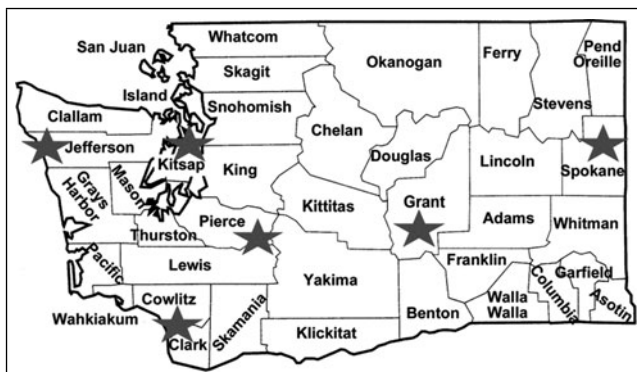 Whatcom
San Juan
Skagit
Island
Snohomish
Clallam
Jefferson
Kitsap
King
Grays
Harbor
Mason
Thurston
Pierce
Pacific
Lewis
Wahkiakum
Cowlitz
Clark
Skamania
Okanogan
Chelan
Douglas
Kittitas
Grant
Yakima
Klickitat
Benton
Ferry
Stevens
Pend
Oreille
Lincoln
Spokane
Adams
Whitman
Franklin
Walla
Walla
Columbia
Garfield
Asotin